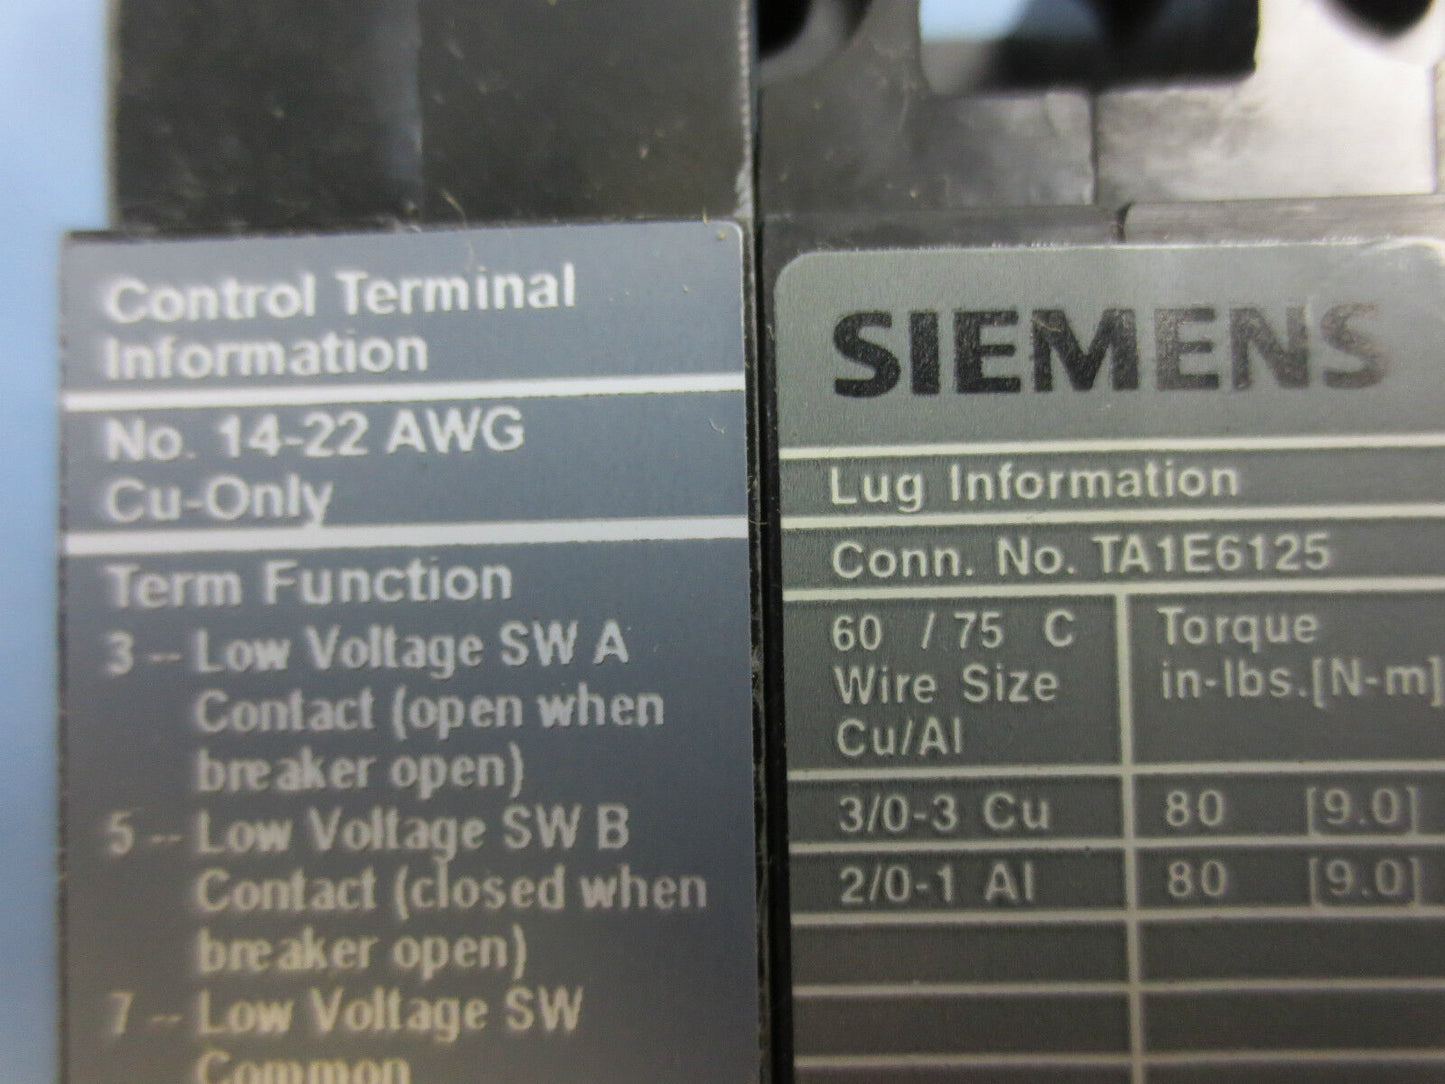 Control Terminal
Information
No. 14-22 AWG
Cu-Only
Term Function
3 -- Low Voltage SW A
Contact (open when
breaker open)
5 -- Low Voltage SW B
Contact (closed when
breaker open)
7 -- Low Voltage SW
Common
SIEMENS
Lug Information
Conn. No. TA1E6125
60 / 75 C
Wire Size
Cu/Al
Torque
in-lbs.[N-m]
3/0-3 Cu 80 [9.0]
2/0-1 Al 80 [9.0]